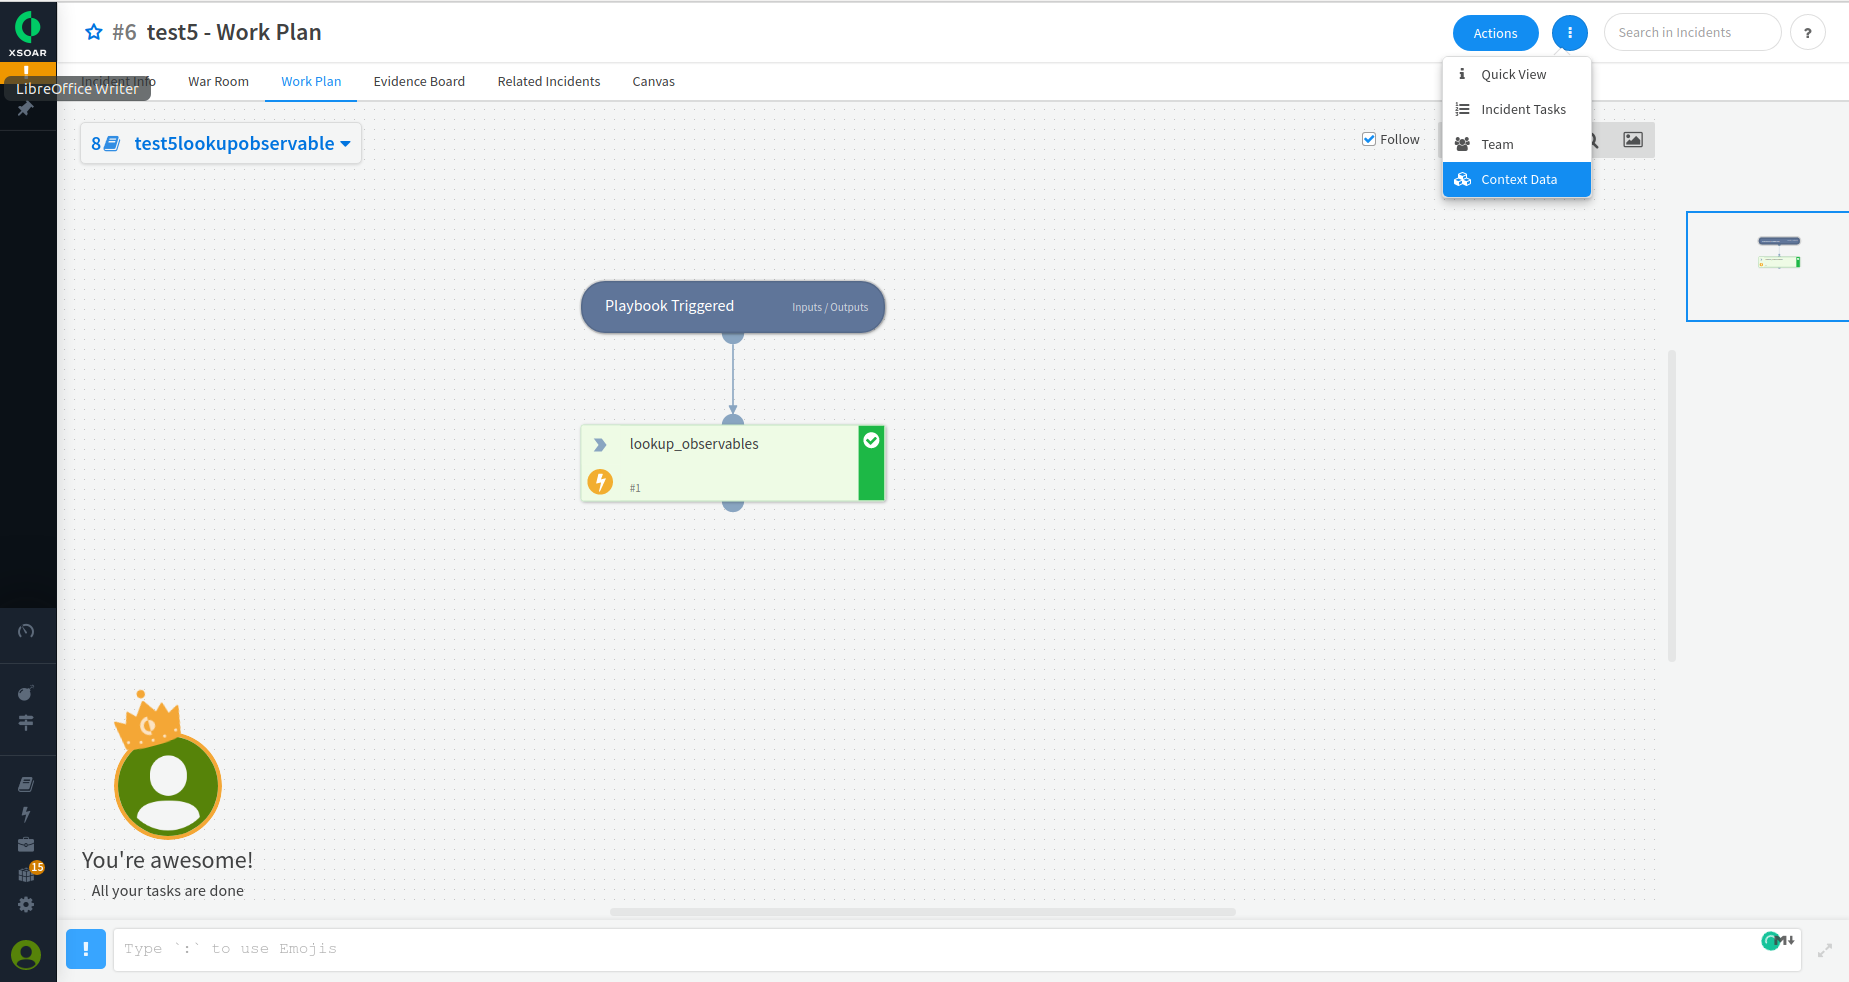 #6 test5 - Work Plan
Actions
Search in Incidents
?
XSOAR
LibreOffice Writer
Incident Info
War Room
Work Plan
Evidence Board
Related Incidents
Canvas
Quick View
Incident Tasks
Team
Context Data
8 test5lookupobservable
Follow
Playbook Triggered
Inputs / Outputs
lookup_observables
#1
You're awesome!
All your tasks are done
15
!
Type `:` to use Emojis
M